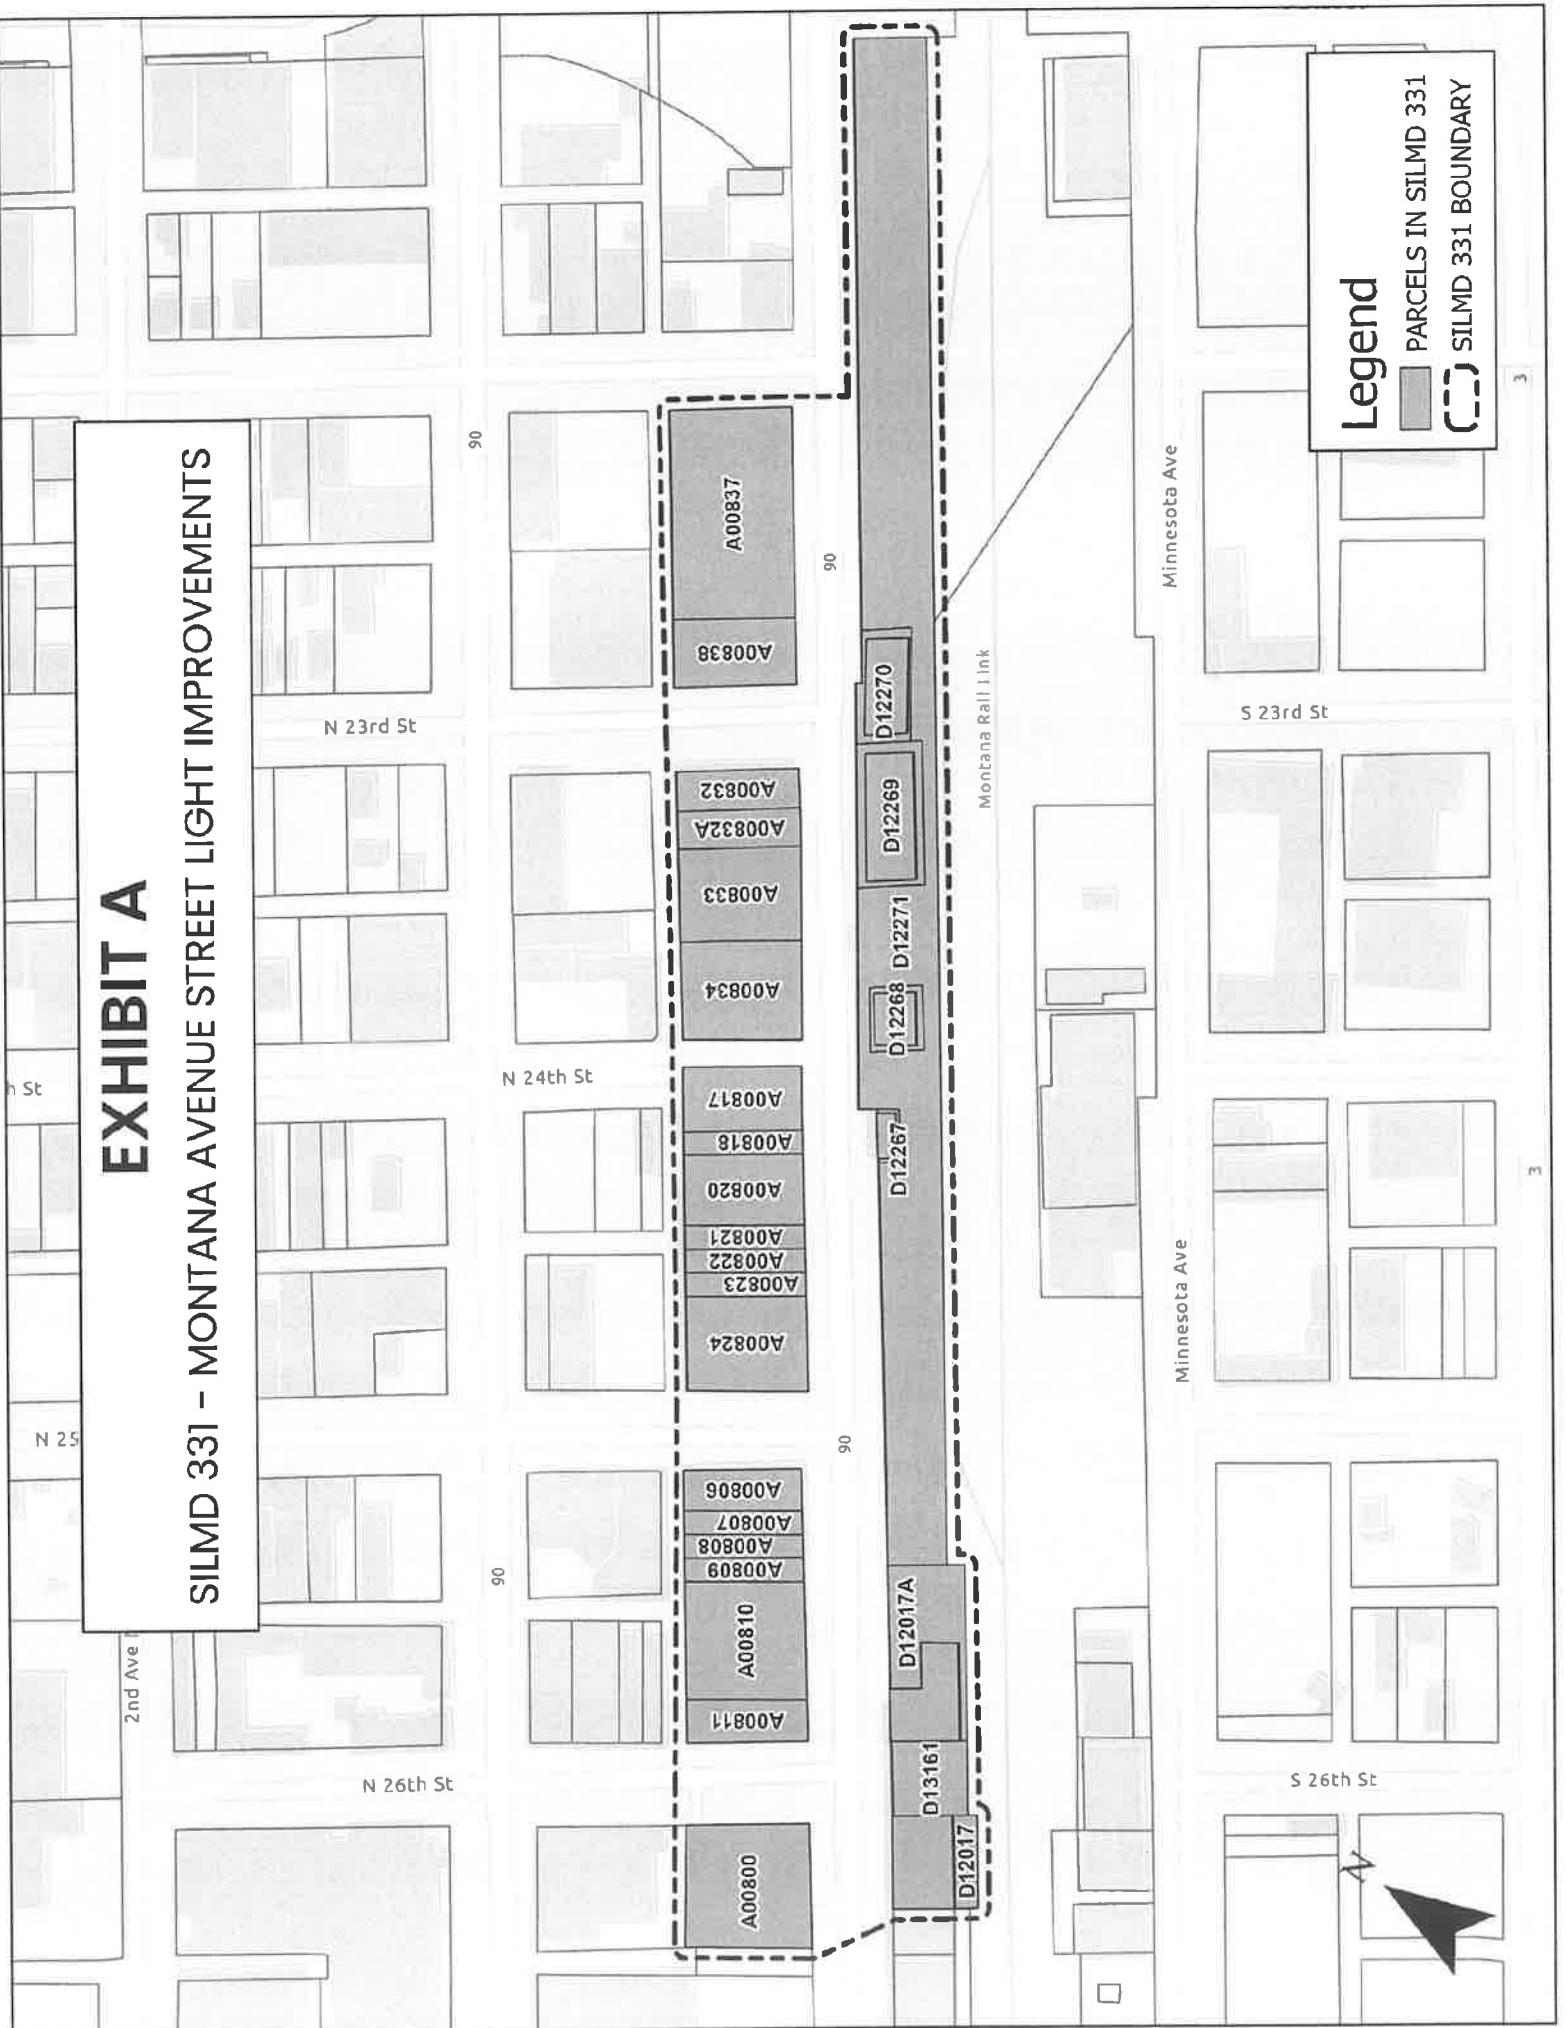 EXHIBIT A
SILMD 331 – MONTANA AVENUE STREET LIGHT IMPROVEMENTS
h St
N 25
2nd Ave
N 23rd St
N 24th St
N 26th St
90
90
90
90
A00800
A00811
A00810
A00809
A00808
A00807
A00806
A00824
A00823
A00822
A00821
A00820
A00818
A00817
A00834
A00833
A00832A
A00832
A00838
A00837
D12017
D13161
D12017A
D12267
D12268
D12271
D12269
D12270
Montana Rail Link
Minnesota Ave
Minnesota Ave
S 26th St
S 23rd St
3
3
N
Legend
PARCELS IN SILMD 331
SILMD 331 BOUNDARY